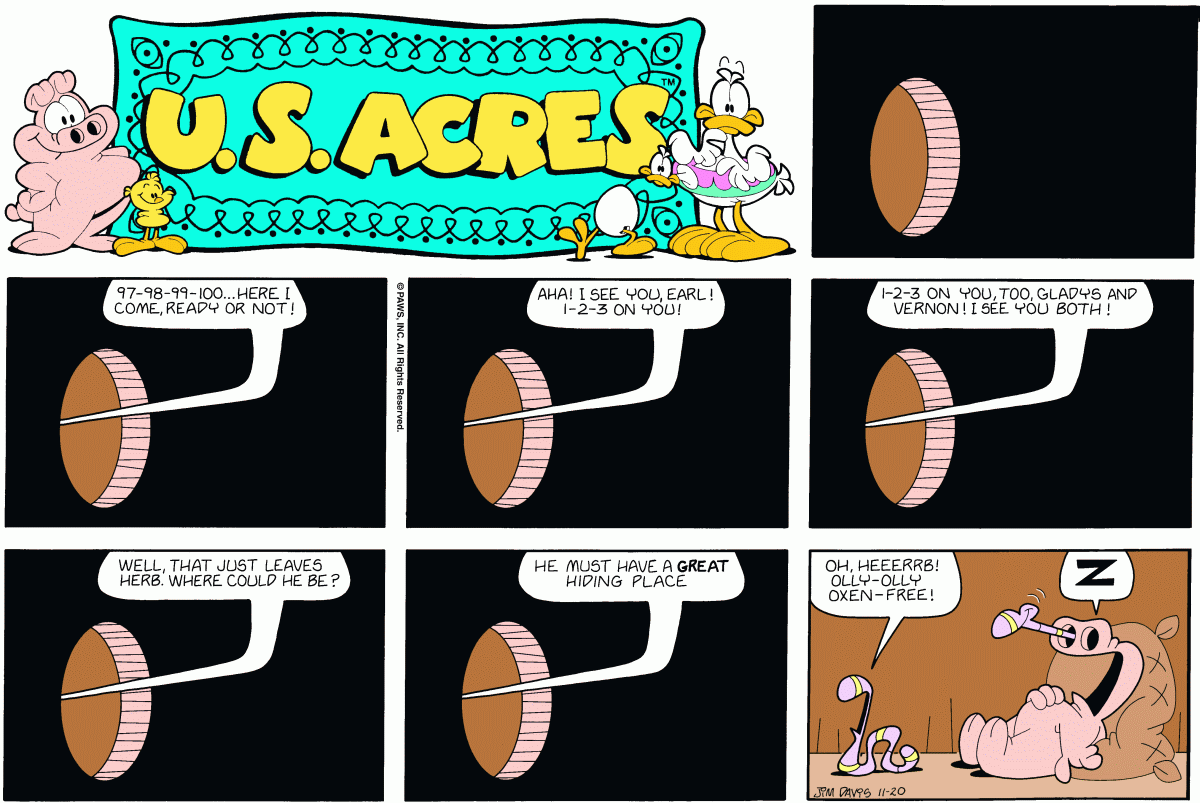 U.S. ACRES
TM
97-98-99-100...HERE I
COME, READY OR NOT!
© PAWS, INC. All Rights Reserved.
AHA! I SEE YOU, EARL!
1-2-3 ON YOU!
1-2-3 ON YOU, TOO, GLADYS AND
VERNON! I SEE YOU BOTH!
WELL, THAT JUST LEAVES
HERB. WHERE COULD HE BE?
HE MUST HAVE A GREAT
HIDING PLACE
OH, HEEERRB!
OLLY-OLLY
OXEN-FREE!
Z
JIM DAVIS 11-20